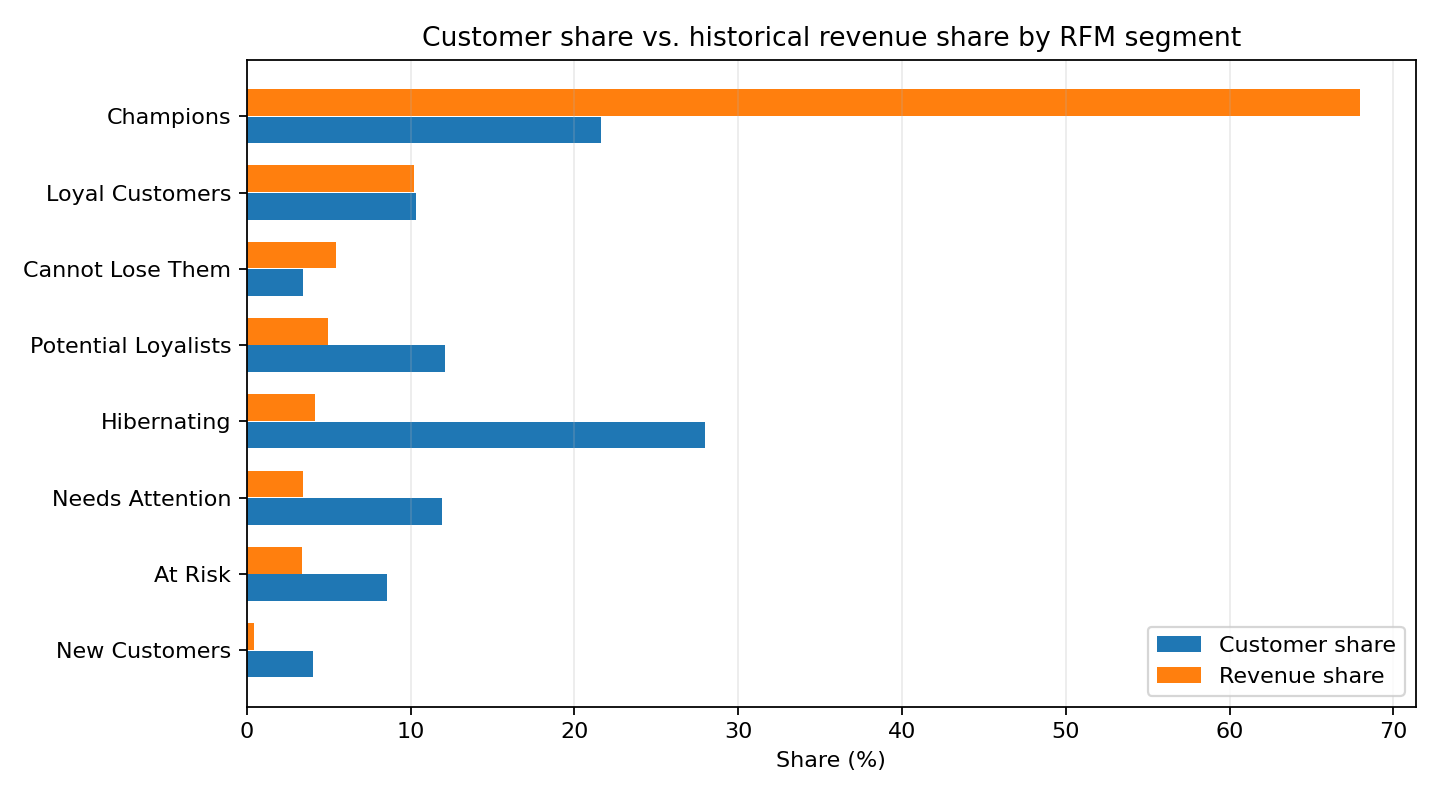 Customer share vs. historical revenue share by RFM segment
Champions
Loyal Customers
Cannot Lose Them
Potential Loyalists
Hibernating
Needs Attention
At Risk
New Customers
Customer share
Revenue share
0 10 20 30 40 50 60 70
Share (%)